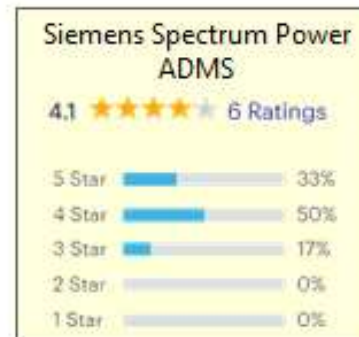 Siemens Spectrum Power
ADMS
4.1 6 Ratings
5 Star 33%
4 Star 50%
3 Star 17%
2 Star 0%
1 Star 0%